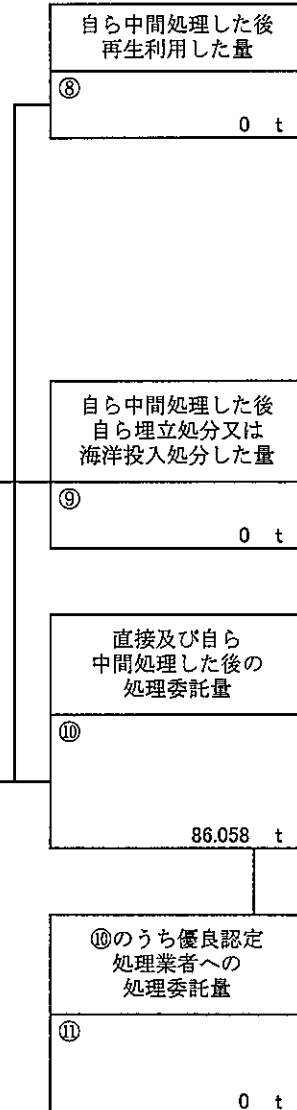 自ら中間処理した後
再生利用した量
⑧
0 t
自ら中間処理した後
自ら埋立処分又は
海洋投入処分した量
⑨
0 t
直接及び自ら
中間処理した後の
処理委託量
⑩
86.058 t
⑩のうち優良認定
処理業者への
処理委託量
⑪
0 t